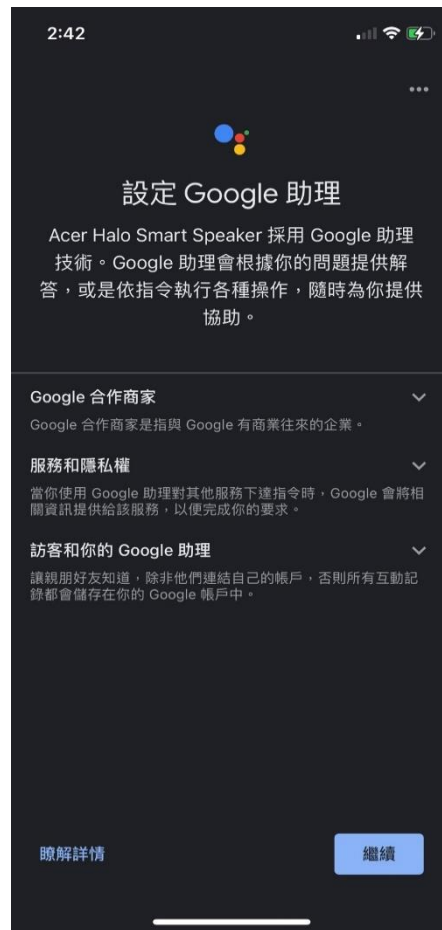 2:42
設定 Google 助理
Acer Halo Smart Speaker 採用 Google 助理
技術。Google 助理會根據你的問題提供解
答，或是依指令執行各種操作，隨時為你提供
協助。
Google 合作商家
Google 合作商家是指與 Google 有商業往來的企業。
服務和隱私權
當你使用 Google 助理對其他服務下達指令時，Google 會將相
關資訊提供給該服務，以便完成你的要求。
訪客和你的 Google 助理
讓親朋好友知道，除非他們連結自己的帳戶，否則所有互動記
錄都會儲存在你的 Google 帳戶中。
瞭解詳情
繼續